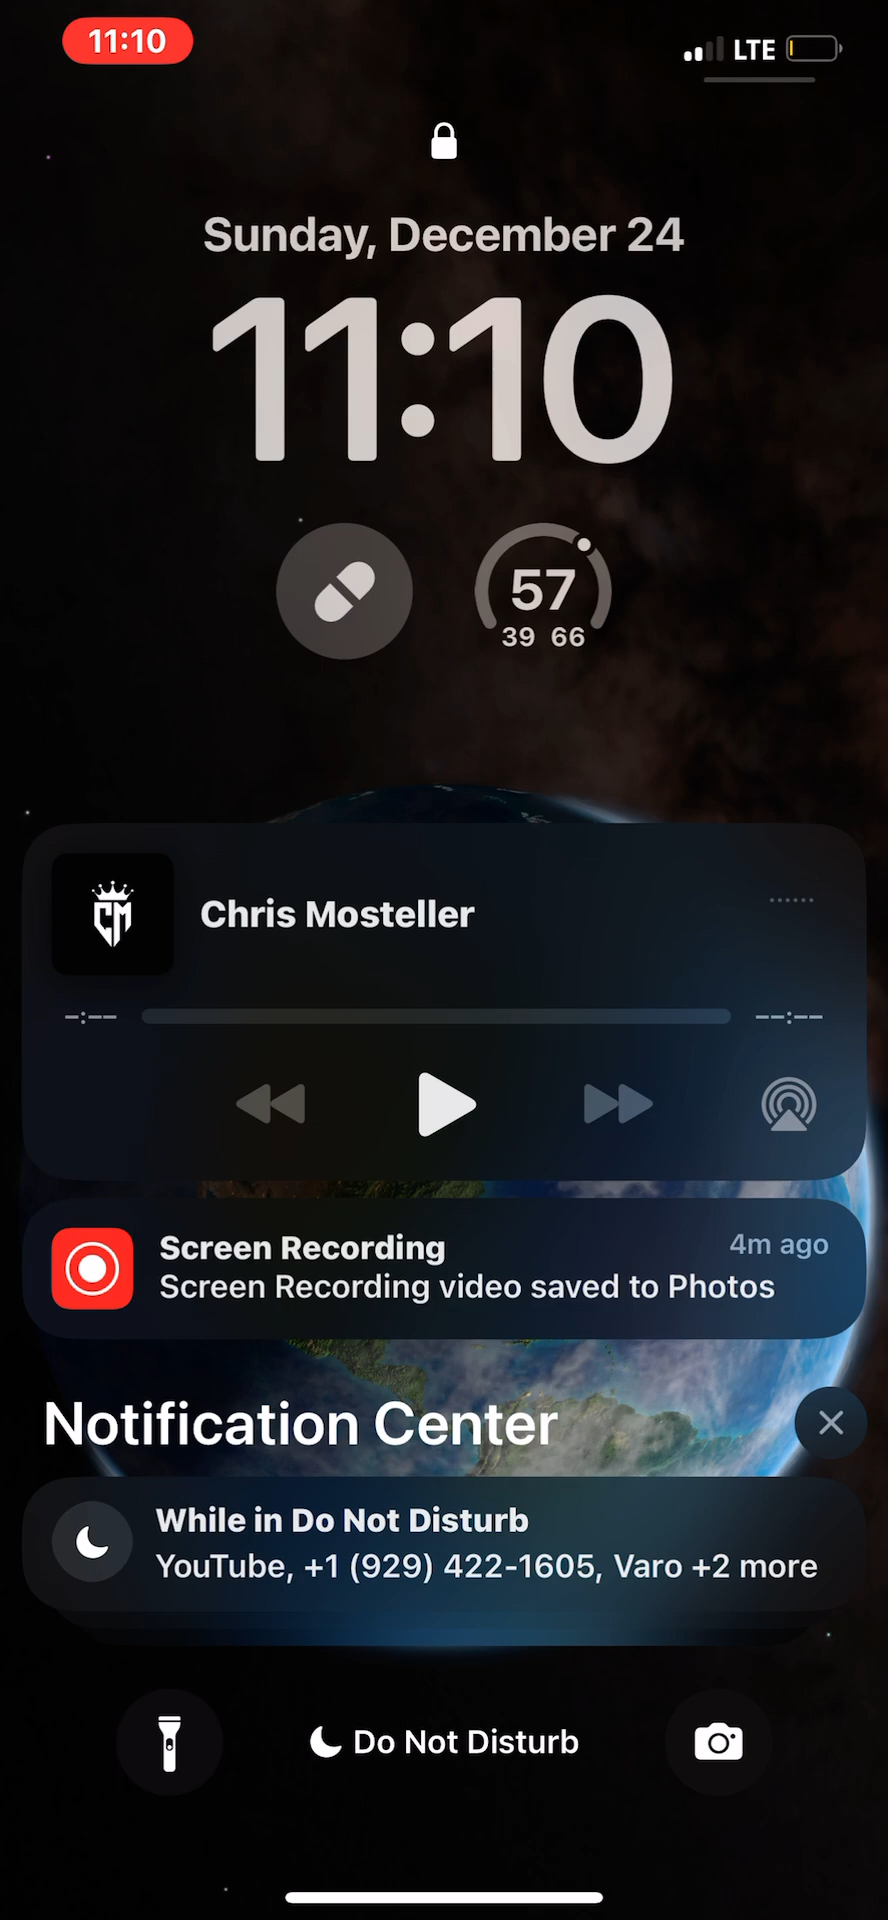 11:10
LTE
Sunday, December 24
11:10
57
39 66
CM
Chris Mosteller
-:-- --:--
Screen Recording
4m ago
Screen Recording video saved to Photos
Notification Center
While in Do Not Disturb
YouTube, +1 (929) 422-1605, Varo +2 more
Do Not Disturb